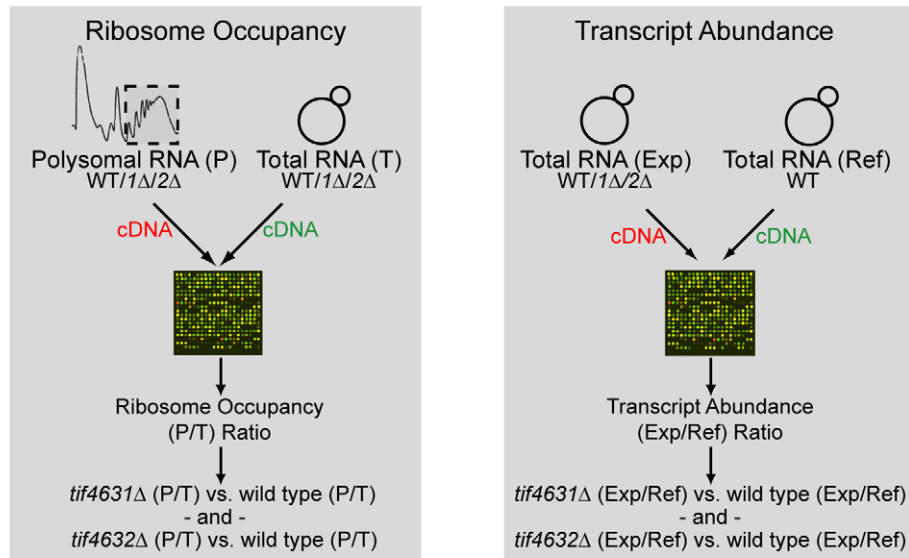 Ribosome Occupancy
Polysomal RNA (P)
WT/1Δ/2Δ
Total RNA (T)
WT/1Δ/2Δ
cDNA
cDNA
Ribosome Occupancy
(P/T) Ratio
tif4631Δ (P/T) vs. wild type (P/T)
- and -
tif4632Δ (P/T) vs. wild type (P/T)
Transcript Abundance
Total RNA (Exp)
WT/1Δ/2Δ
Total RNA (Ref)
WT
cDNA
cDNA
Transcript Abundance
(Exp/Ref) Ratio
tif4631Δ (Exp/Ref) vs. wild type (Exp/Ref)
- and -
tif4632Δ (Exp/Ref) vs. wild type (Exp/Ref)